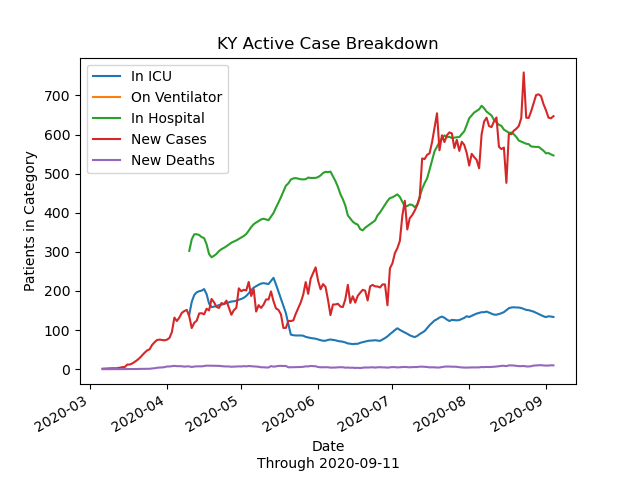 KY Active Case Breakdown
In ICU
On Ventilator
In Hospital
New Cases
New Deaths
700
600
500
400
300
200
100
0
Patients in Category
2020-03
2020-04
2020-05
2020-06
2020-07
2020-08
2020-09
Date
Through 2020-09-11